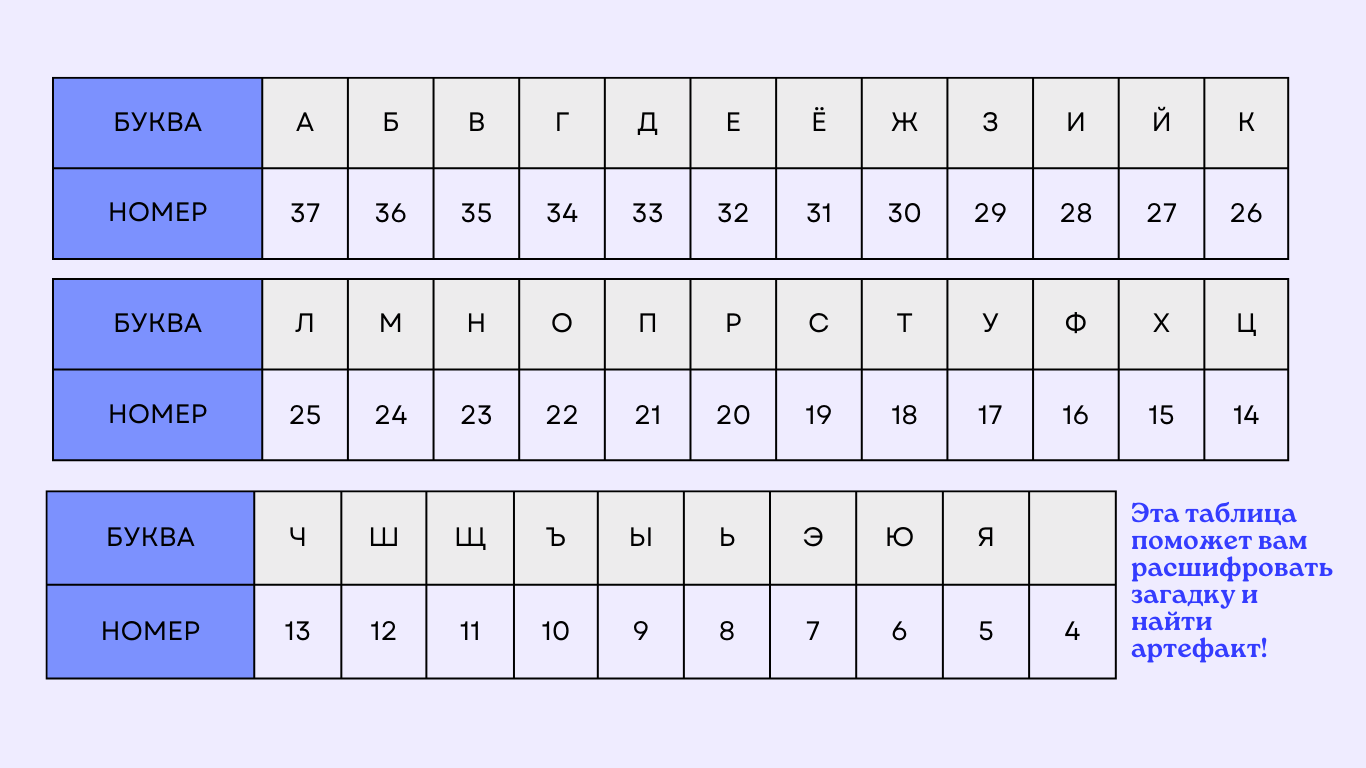 БУКВА А Б В Г Д Е Ё Ж З И Й К
НОМЕР 37 36 35 34 33 32 31 30 29 28 27 26
БУКВА Л М Н О П Р С Т У Ф Х Ц
НОМЕР 25 24 23 22 21 20 19 18 17 16 15 14
БУКВА Ч Ш Щ Ъ Ы Ь Э Ю Я
НОМЕР 13 12 11 10 9 8 7 6 5 4
Эта таблица
поможет вам
расшифровать
загадку и
найти
артефакт!